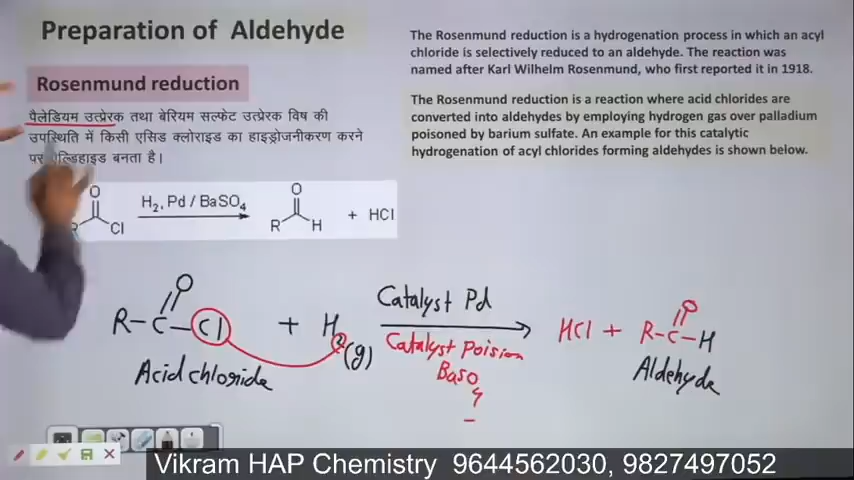 Preparation of Aldehyde
Rosenmund reduction
पैलेडियम उत्प्रेरक तथा बेरियम सल्फेट उत्प्रेरक विष की
उपस्थिति में किसी एसिड क्लोराइड का हाइड्रोजनीकरण करने
पर एल्डिहाइड बनता है।
The Rosenmund reduction is a hydrogenation process in which an acyl
chloride is selectively reduced to an aldehyde. The reaction was
named after Karl Wilhelm Rosenmund, who first reported it in 1918.
The Rosenmund reduction is a reaction where acid chlorides are
converted into aldehydes by employing hydrogen gas over palladium
poisoned by barium sulfate. An example for this catalytic
hydrogenation of acyl chlorides forming aldehydes is shown below.
O
R Cl
H₂, Pd / BaSO₄
O
R H
+ HCl
O
R-C-Cl + H₂(g)
Acid chloride
Catalyst Pd
Catalyst Poision
BaSO₄
HCl + R-C-H
O
Aldehyde
Vikram HAP Chemistry 9644562030, 9827497052